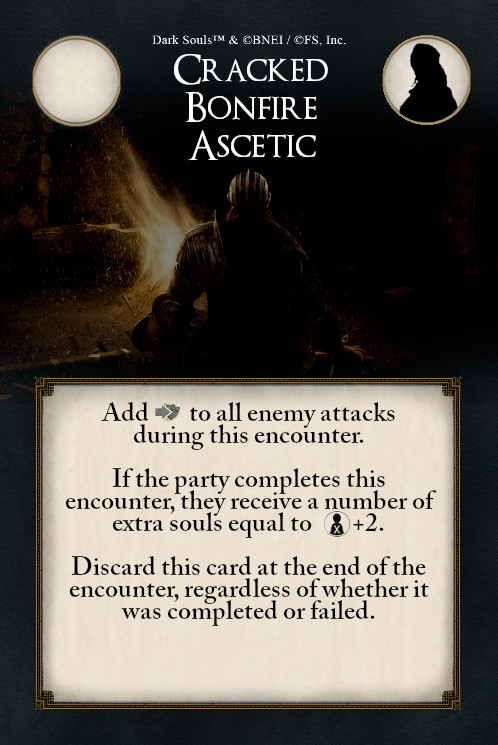 Dark Souls™ & ©BNEI / ©FS, Inc.
Cracked
Bonfire
Ascetic
Add to all enemy attacks
during this encounter.
If the party completes this
encounter, they receive a number of
extra souls equal to X+2.
Discard this card at the end of the
encounter, regardless of whether it
was completed or failed.